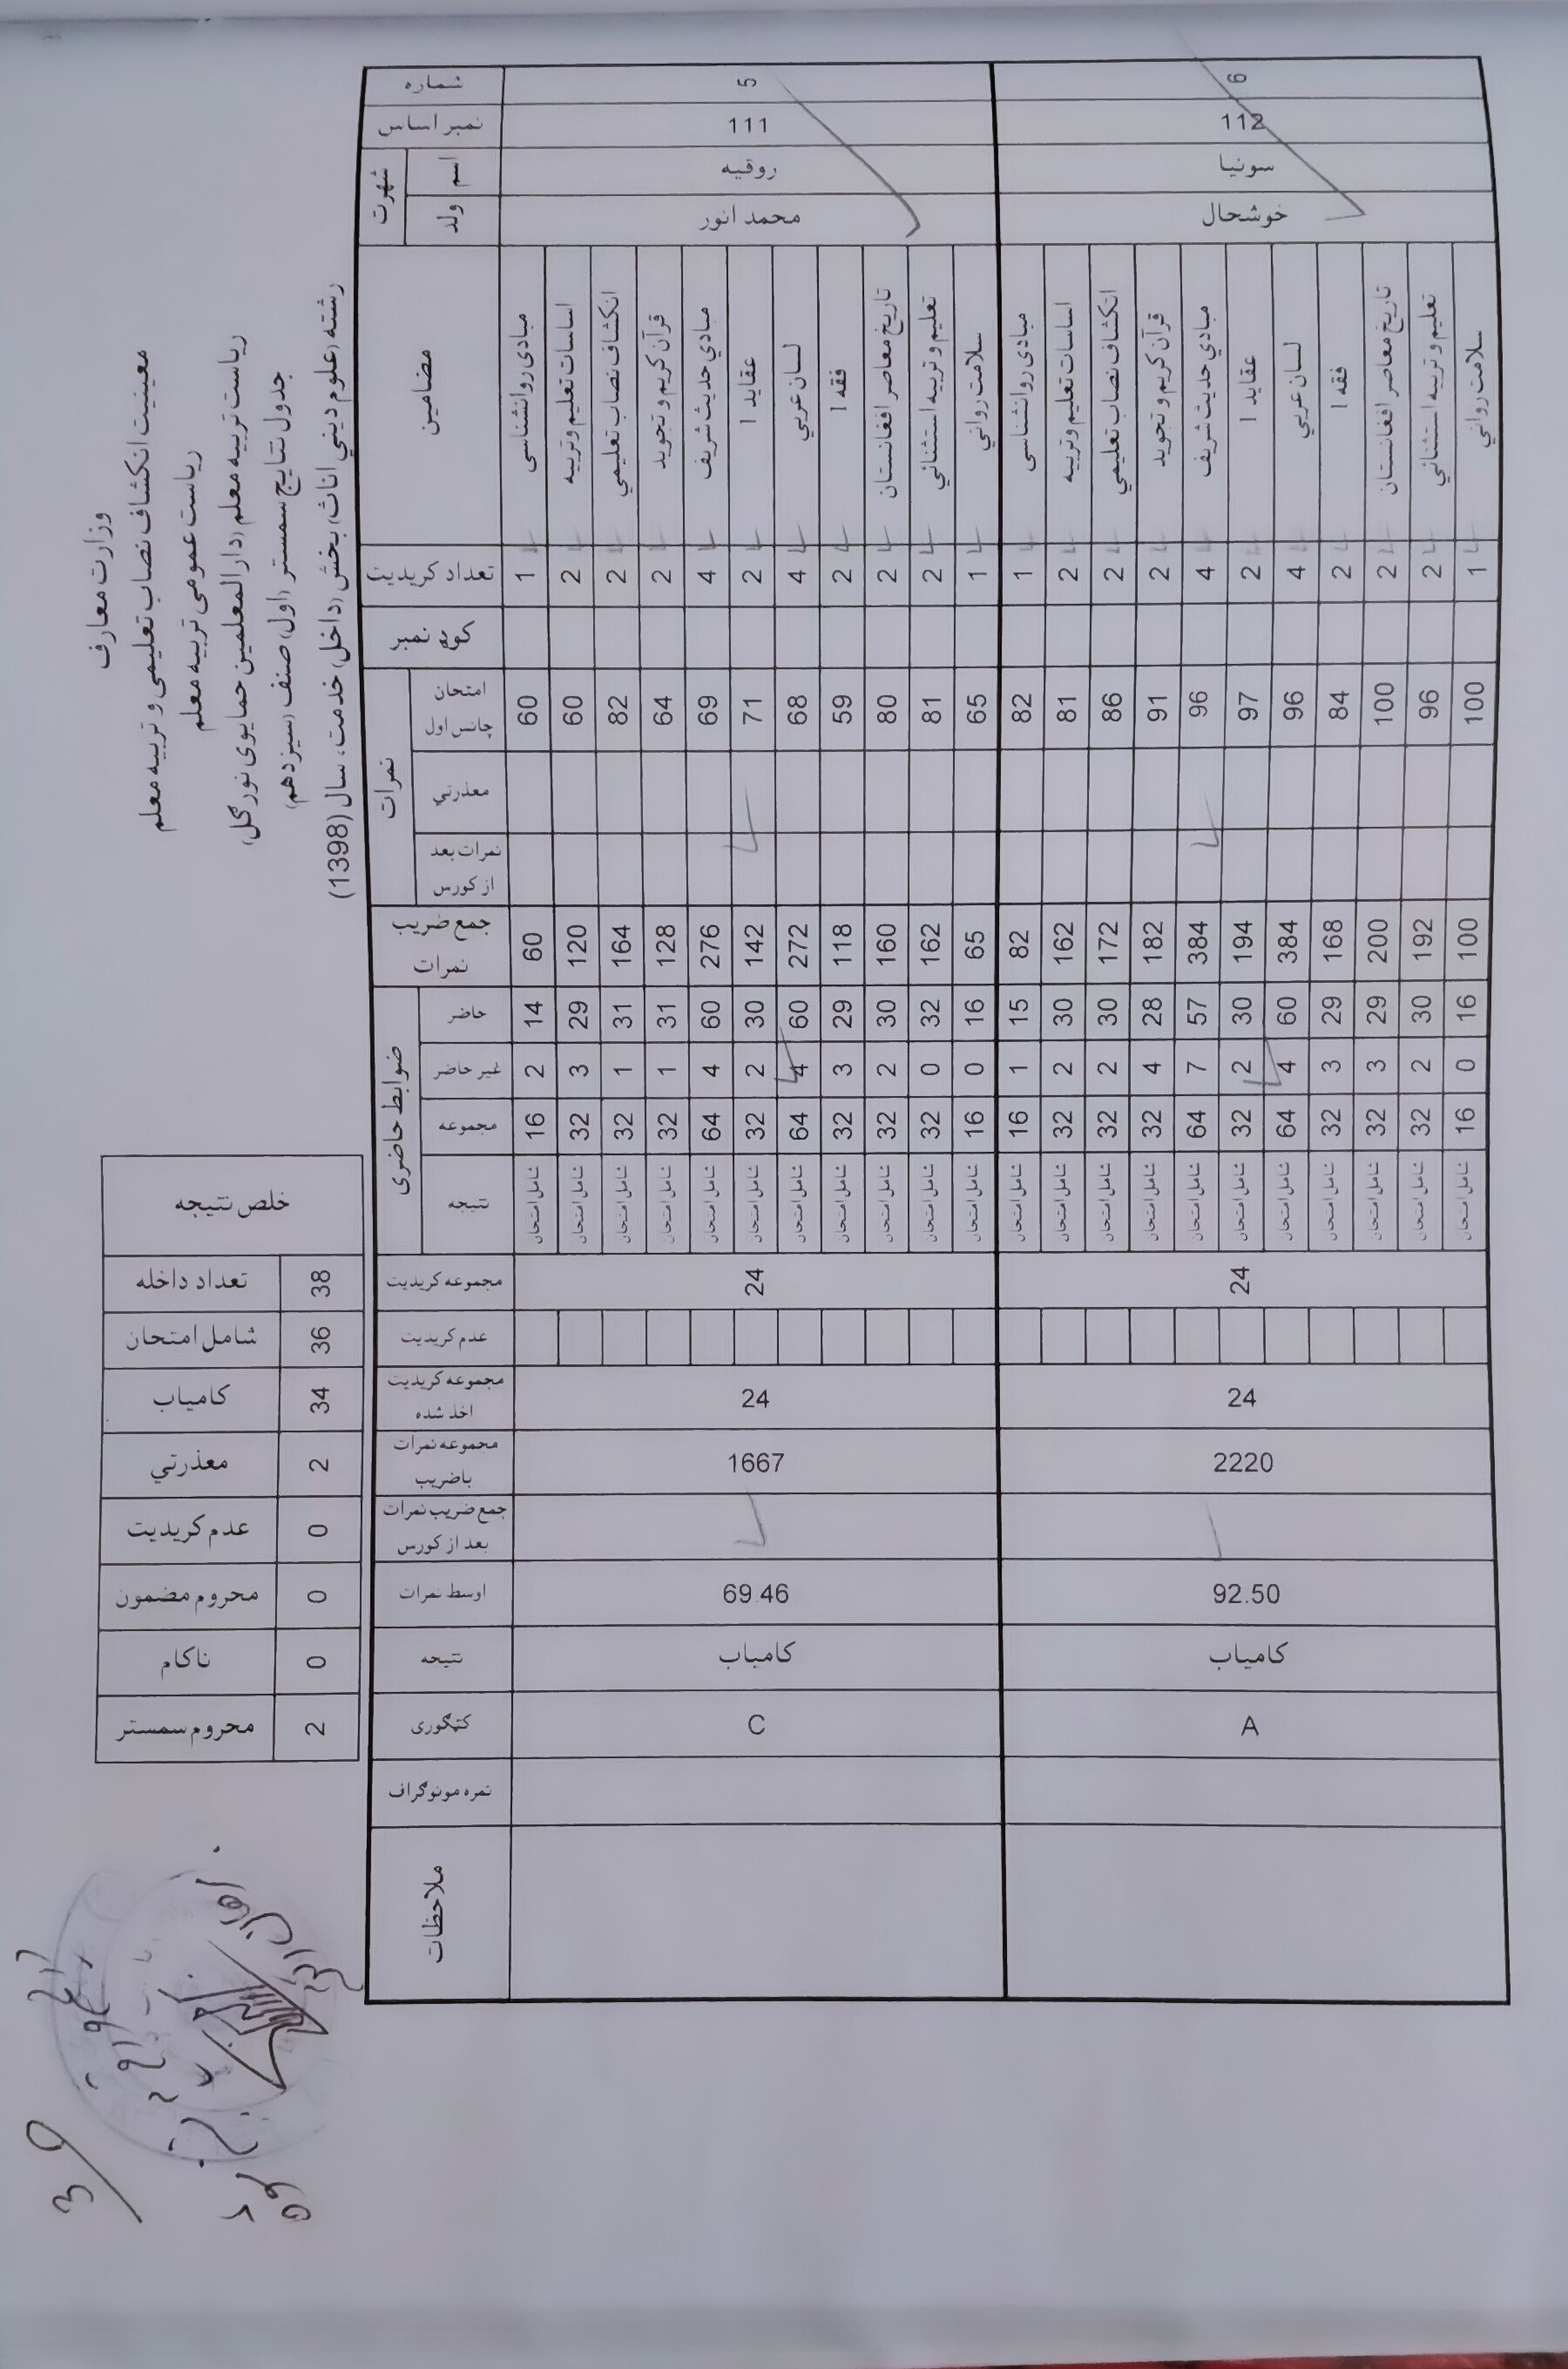 وزارت معارف
معینیت انکشاف نصاب تعلیمی و تربیه معلم
ریاست عمومی تربیه معلم
ریاست تربیه معلم (دارالمعلمین حمایوی نورگل)
جدول نتایج سمستر (اول) صنف (سیزدهم)
رشته (علوم دیني اناث) بخش (داخل) خدمت، سال (1398)
خلص نتیجه
تعداد داخله 38
شامل امتحان 36
کامیاب 34
معذرتي 2
عدم کریدیت 0
محروم مضمون 0
ناکام 0
محروم سمستر 2
شماره
نمبر اساس
شهرت
اسم
ولد
مضامین
تعداد کریدیت
کود نمبر
نمرات
امتحان چانس اول
معذرتي
نمرات بعد از کورس
جمع ضریب نمرات
ضوابط حاضری
حاضر
غیر حاضر
مجموعه
نتیجه
مجموعه کریدیت
عدم کریدیت
مجموعه کریدیت اخذ شده
مجموعه نمرات باضریب
جمع ضریب نمرات بعد از کورس
اوسط نمرات
نتیجه
کتگوری
نمره مونوگراف
ملاحظات
5
111
روقیه
محمد انور
مبادی روانشناسی 1 60 60 14 2 16 شامل امتحان
اساسات تعلیم وتربیه 2 60 120 29 3 32 شامل امتحان
انکشاف نصاب تعلیمي 2 82 164 31 1 32 شامل امتحان
قرآن کریم و تجوید 2 64 128 31 1 32 شامل امتحان
مبادي حدیث شریف 4 69 276 60 4 64 شامل امتحان
عقاید I 2 71 142 30 2 32 شامل امتحان
لسان عربي 4 68 272 60 4 64 شامل امتحان
فقه I 2 59 118 29 3 32 شامل امتحان
تاریخ معاصر افغانستان 2 80 160 30 2 32 شامل امتحان
تعلیم و تربیه استثنائي 2 81 162 32 0 32 شامل امتحان
سلامت رواني 1 65 65 16 0 16 شامل امتحان
24
24
1667
69.46
کامیاب
C
6
112
سونیا
خوشحال
مبادی روانشناسی 1 82 82 15 1 16 شامل امتحان
اساسات تعلیم وتربیه 2 81 162 30 2 32 شامل امتحان
انکشاف نصاب تعلیمي 2 86 172 30 2 32 شامل امتحان
قرآن کریم و تجوید 2 91 182 28 4 32 شامل امتحان
مبادي حدیث شریف 4 96 384 57 7 64 شامل امتحان
عقاید I 2 97 194 30 2 32 شامل امتحان
لسان عربي 4 96 384 60 4 64 شامل امتحان
فقه I 2 84 168 29 3 32 شامل امتحان
تاریخ معاصر افغانستان 2 100 200 29 3 32 شامل امتحان
تعلیم و تربیه استثنائي 2 96 192 30 2 32 شامل امتحان
سلامت رواني 1 100 100 16 0 16 شامل امتحان
24
24
2220
92.50
کامیاب
A